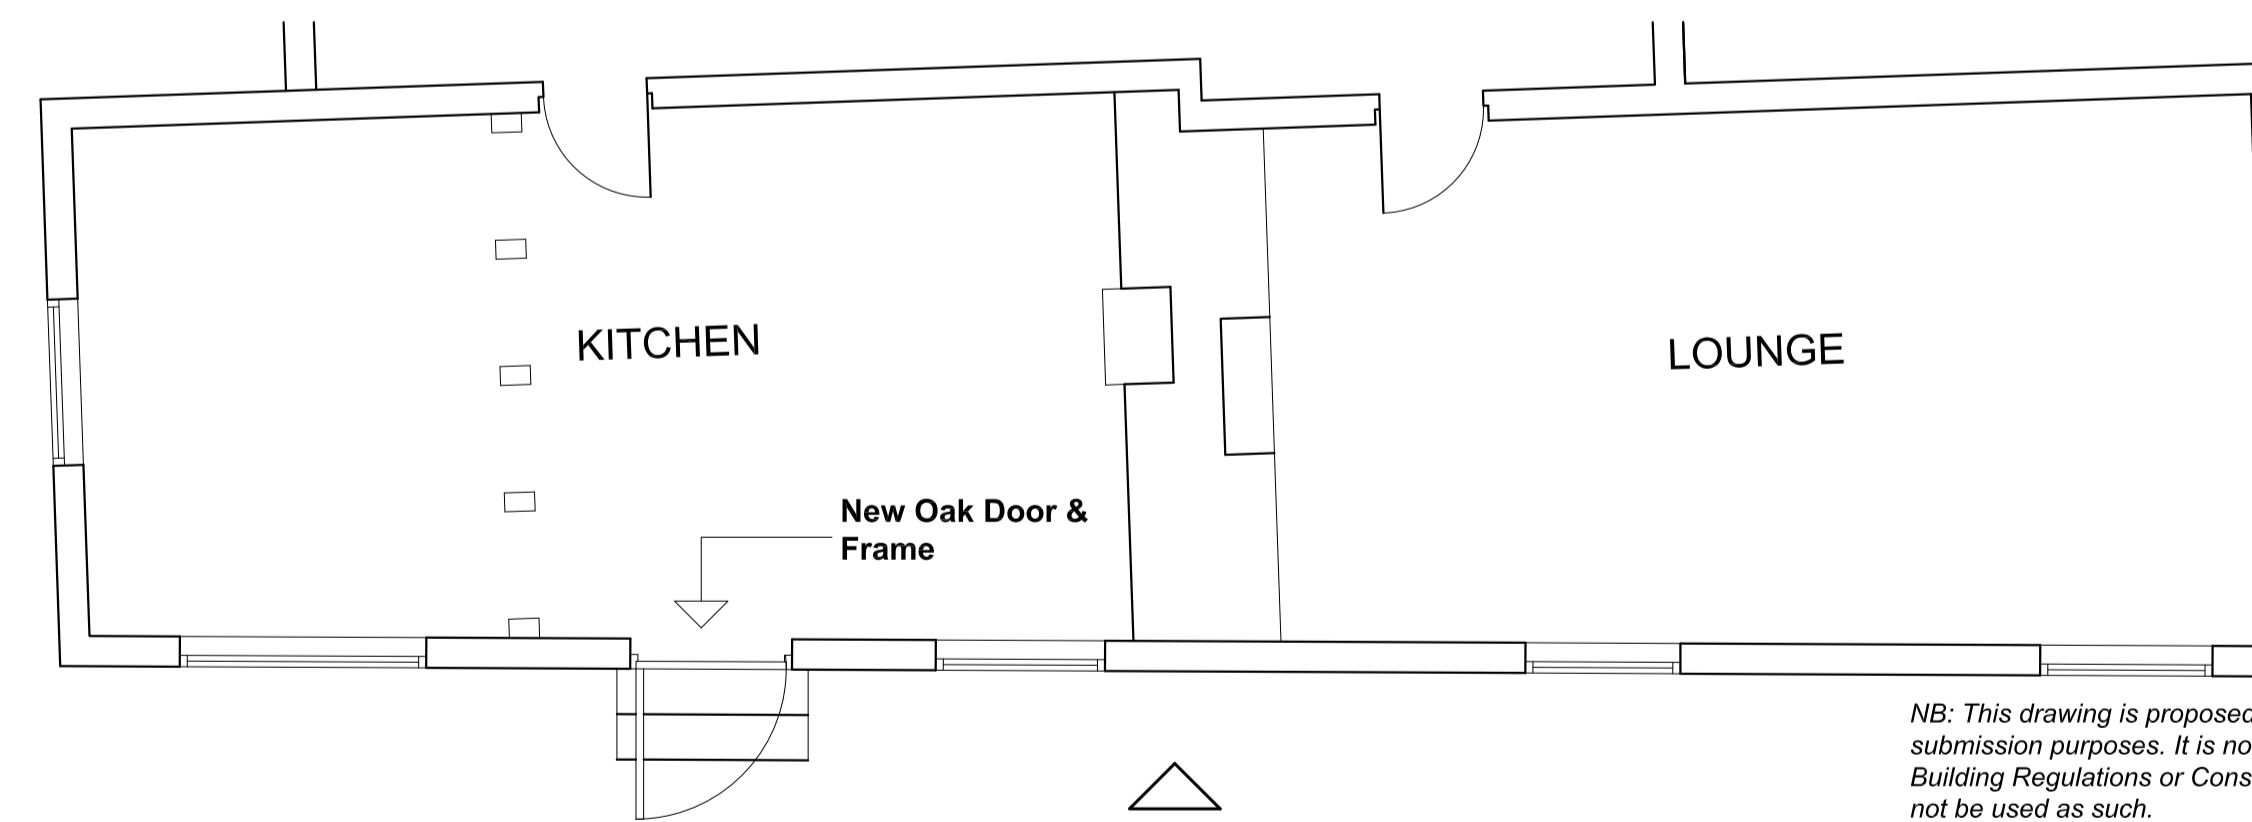 KITCHEN
LOUNGE
New Oak Door &
Frame
NB: This drawing is proposed
submission purposes. It is no
Building Regulations or Cons
not be used as such.